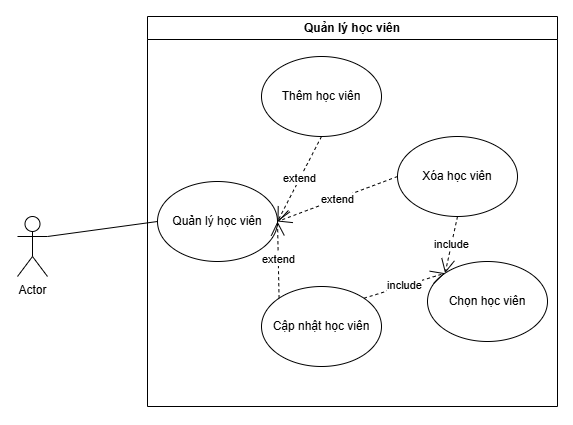 Quản lý học viên
Thêm học viên
extend
Xóa học viên
extend
Quản lý học viên
include
extend
Actor
include
Chọn học viên
Cập nhật học viên